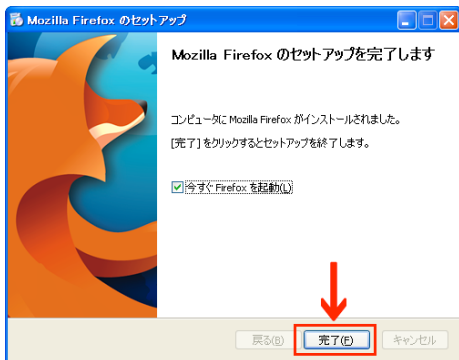 Mozilla Firefox のセットアップ
Mozilla Firefox のセットアップを完了します
コンピュータに Mozilla Firefox がインストールされました。
[完了] をクリックするとセットアップを終了します。
今すぐ Firefox を起動(L)
戻る(B) 完了(F) キャンセル